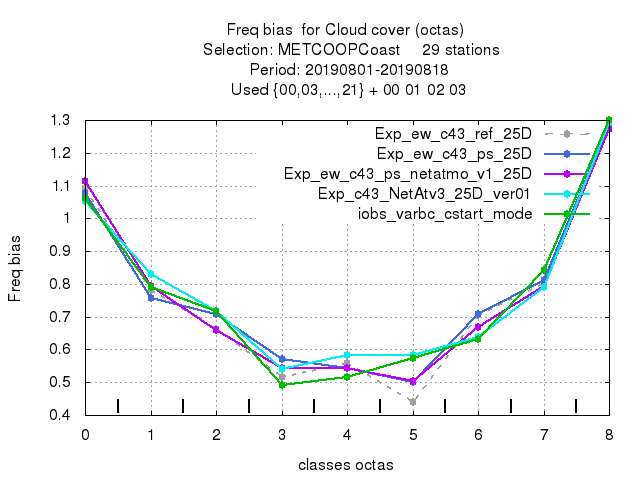 Freq bias  for Cloud cover (octas)
Selection: METCOOPCoast     29 stations
Period: 20190801-20190818
Used {00,03,...,21} + 00 01 02 03
Exp_ew_c43_ref_25D
Exp_ew_c43_ps_25D
Exp_ew_c43_ps_netatmo_v1_25D
Exp_c43_NetAtv3_25D_ver01
iobs_varbc_cstart_mode
1.3
1.2
1.1
1
0.9
0.8
0.7
0.6
0.5
0.4
Freq bias
0 1 2 3 4 5 6 7 8
classes octas